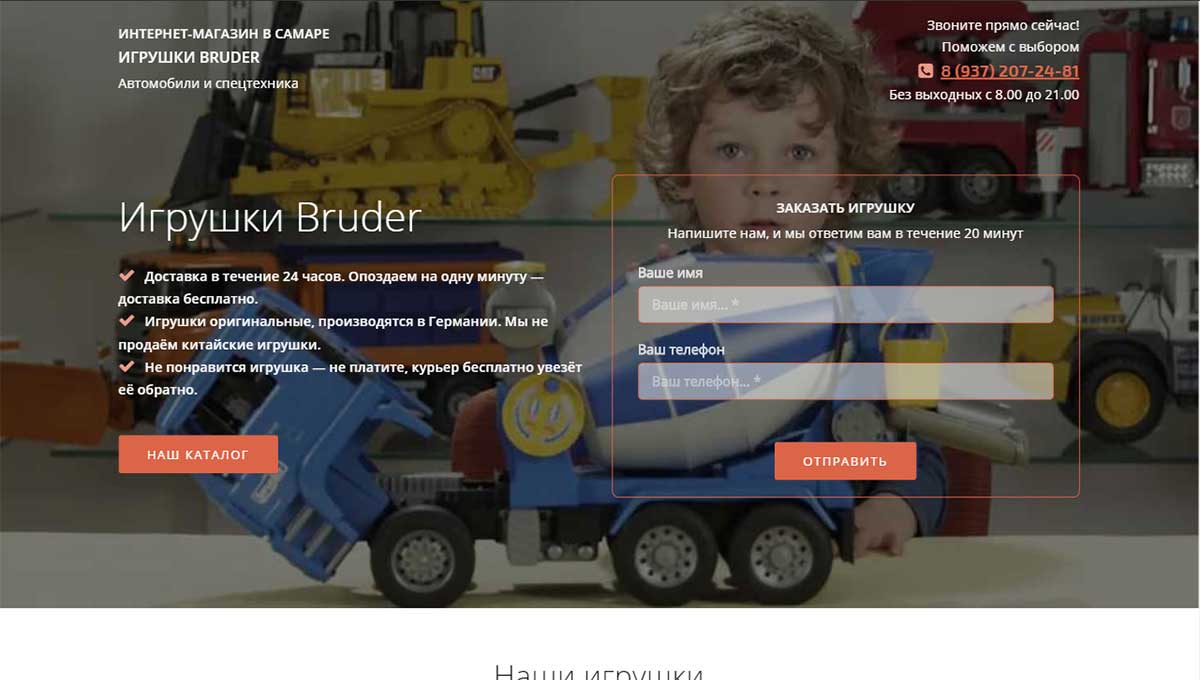 ИНТЕРНЕТ-МАГАЗИН В САМАРЕ
ИГРУШКИ BRUDER
Автомобили и спецтехника
Звоните прямо сейчас!
Поможем с выбором
8 (937) 207-24-81
Без выходных с 8.00 до 21.00
CAT
Игрушки Bruder
Доставка в течение 24 часов. Опоздаем на одну минуту —
доставка бесплатно.
Игрушки оригинальные, производятся в Германии. Мы не
продаём китайские игрушки.
Не понравится игрушка — не платите, курьер бесплатно увезёт
её обратно.
НАШ КАТАЛОГ
ЗАКАЗАТЬ ИГРУШКУ
Напишите нам, и мы ответим вам в течение 20 минут
Ваше имя
Ваше имя... *
Ваш телефон
Ваш телефон... *
ОТПРАВИТЬ
Наши игрушки